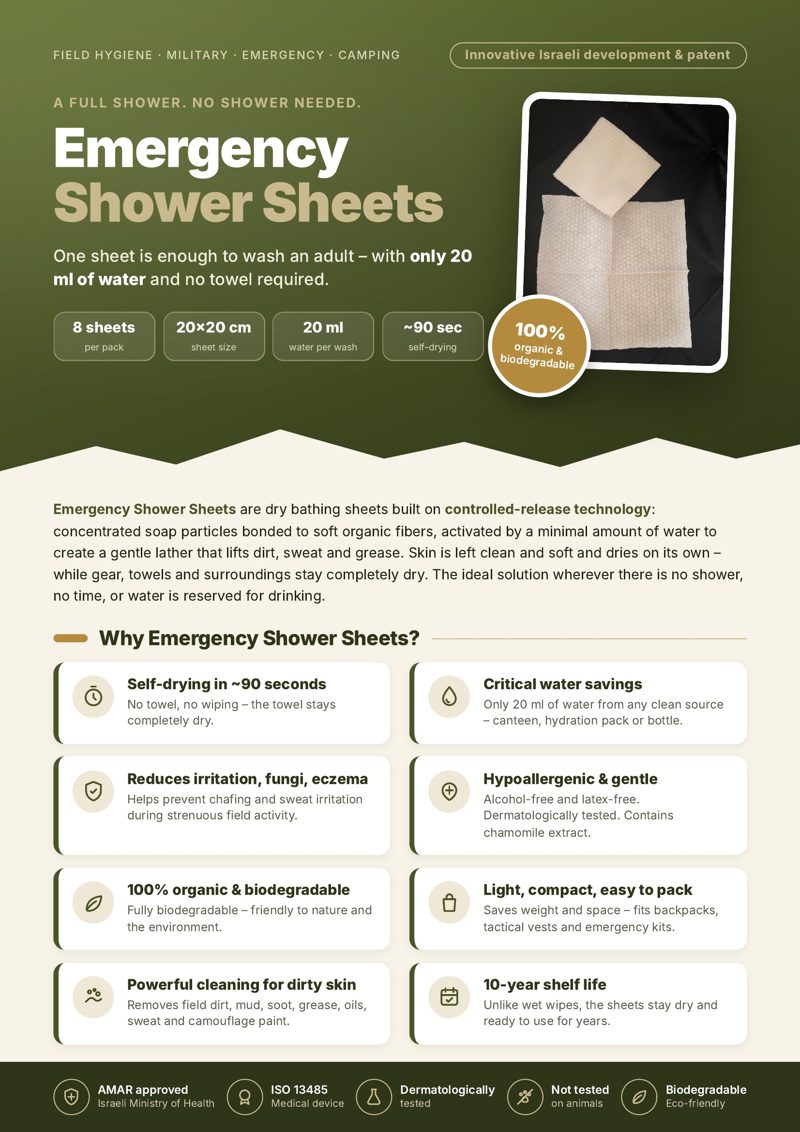 FIELD HYGIENE · MILITARY · EMERGENCY · CAMPING
Innovative Israeli development & patent
A FULL SHOWER. NO SHOWER NEEDED.
Emergency
Shower Sheets
One sheet is enough to wash an adult – with only 20
ml of water and no towel required.
8 sheets
per pack
20×20 cm
sheet size
20 ml
water per wash
~90 sec
self-drying
100%
organic &
biodegradable
Emergency Shower Sheets are dry bathing sheets built on controlled-release technology:
concentrated soap particles bonded to soft organic fibers, activated by a minimal amount of water to
create a gentle lather that lifts dirt, sweat and grease. Skin is left clean and soft and dries on its own –
while gear, towels and surroundings stay completely dry. The ideal solution wherever there is no shower,
no time, or water is reserved for drinking.
Why Emergency Shower Sheets?
Self-drying in ~90 seconds
No towel, no wiping – the towel stays
completely dry.
Critical water savings
Only 20 ml of water from any clean source
– canteen, hydration pack or bottle.
Reduces irritation, fungi, eczema
Helps prevent chafing and sweat irritation
during strenuous field activity.
Hypoallergenic & gentle
Alcohol-free and latex-free.
Dermatologically tested. Contains
chamomile extract.
100% organic & biodegradable
Fully biodegradable – friendly to nature and
the environment.
Light, compact, easy to pack
Saves weight and space – fits backpacks,
tactical vests and emergency kits.
Powerful cleaning for dirty skin
Removes field dirt, mud, soot, grease, oils,
sweat and camouflage paint.
10-year shelf life
Unlike wet wipes, the sheets stay dry and
ready to use for years.
AMAR approved
Israeli Ministry of Health
ISO 13485
Medical device
Dermatologically
tested
Not tested
on animals
Biodegradable
Eco-friendly